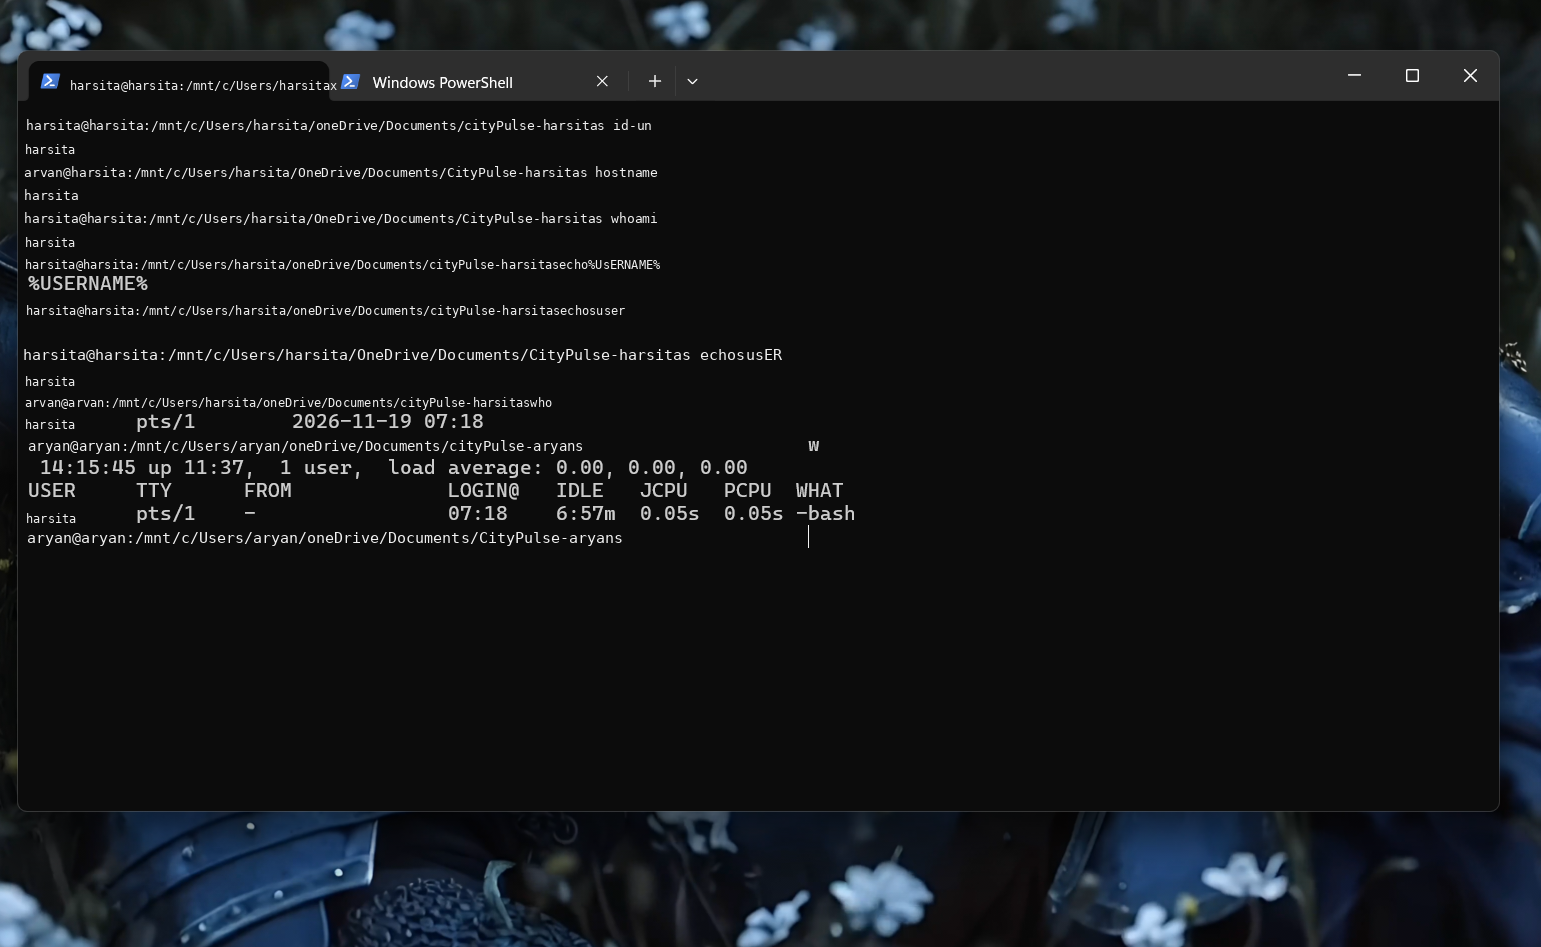 harsita@harsita:/mnt/c/Users/harsitax Windows PowerShell
harsita@harsita:/mnt/c/Users/harsita/oneDrive/Documents/cityPulse-harsitas id-un
harsita
arvan@harsita:/mnt/c/Users/harsita/OneDrive/Documents/CityPulse-harsitas hostname
harsita
harsita@harsita:/mnt/c/Users/harsita/OneDrive/Documents/CityPulse-harsitas whoami
harsita
harsita@harsita:/mnt/c/Users/harsita/oneDrive/Documents/cityPulse-harsitasecho%UsERNAME%
%USERNAME%
harsita@harsita:/mnt/c/Users/harsita/oneDrive/Documents/cityPulse-harsitasechosuser
harsita@harsita:/mnt/c/Users/harsita/OneDrive/Documents/CityPulse-harsitas echosusER
harsita
arvan@arvan:/mnt/c/Users/harsita/oneDrive/Documents/cityPulse-harsitaswho
harsita pts/1 2026-11-19 07:18
aryan@aryan:/mnt/c/Users/aryan/oneDrive/Documents/cityPulse-aryans w
14:15:45 up 11:37, 1 user, load average: 0.00, 0.00, 0.00
USER TTY FROM LOGIN@ IDLE JCPU PCPU WHAT
harsita pts/1 - 07:18 6:57m 0.05s 0.05s -bash
aryan@aryan:/mnt/c/Users/aryan/oneDrive/Documents/CityPulse-aryans